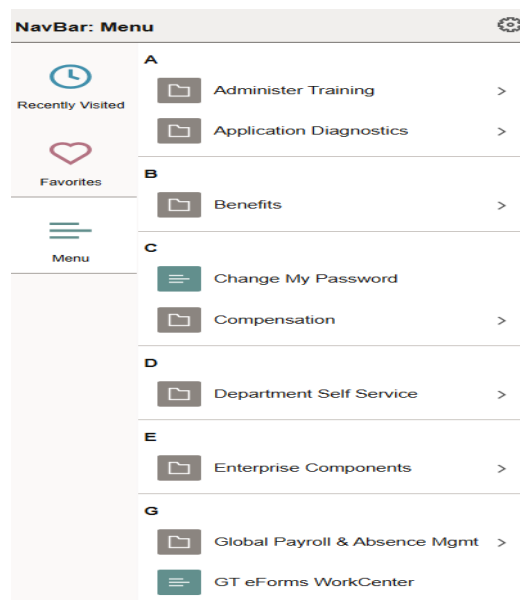 NavBar: Menu
Recently Visited
Favorites
Menu
A
Administer Training
Application Diagnostics
B
Benefits
C
Change My Password
Compensation
D
Department Self Service
E
Enterprise Components
G
Global Payroll & Absence Mgmt
GT eForms WorkCenter